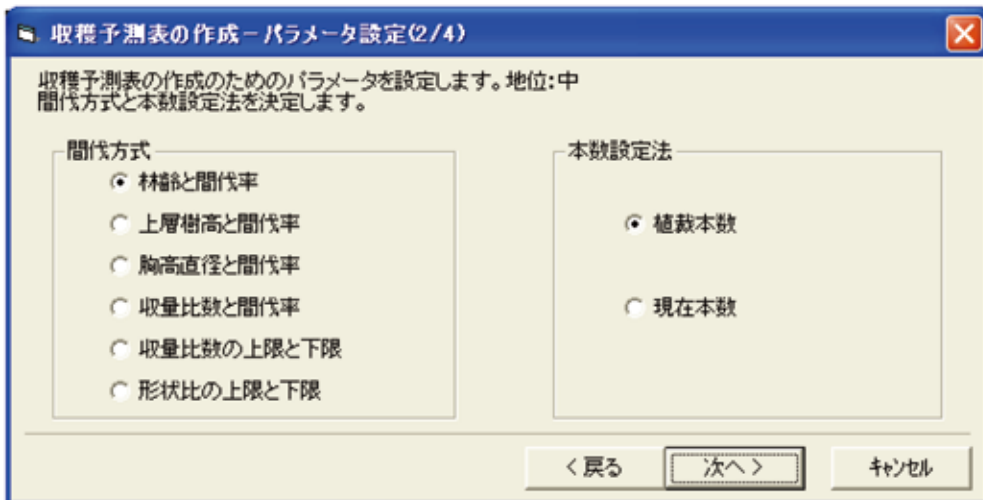 収穫予測表の作成－パラメータ設定(2/4)
収穫予測表の作成のためのパラメータを設定します。地位:中
間伐方式と本数設定法を決定します。
間伐方式
林齢と間伐率
上層樹高と間伐率
胸高直径と間伐率
収量比数と間伐率
収量比数の上限と下限
形状比の上限と下限
本数設定法
植裁本数
現在本数
< 戻る
次へ >
キャンセル